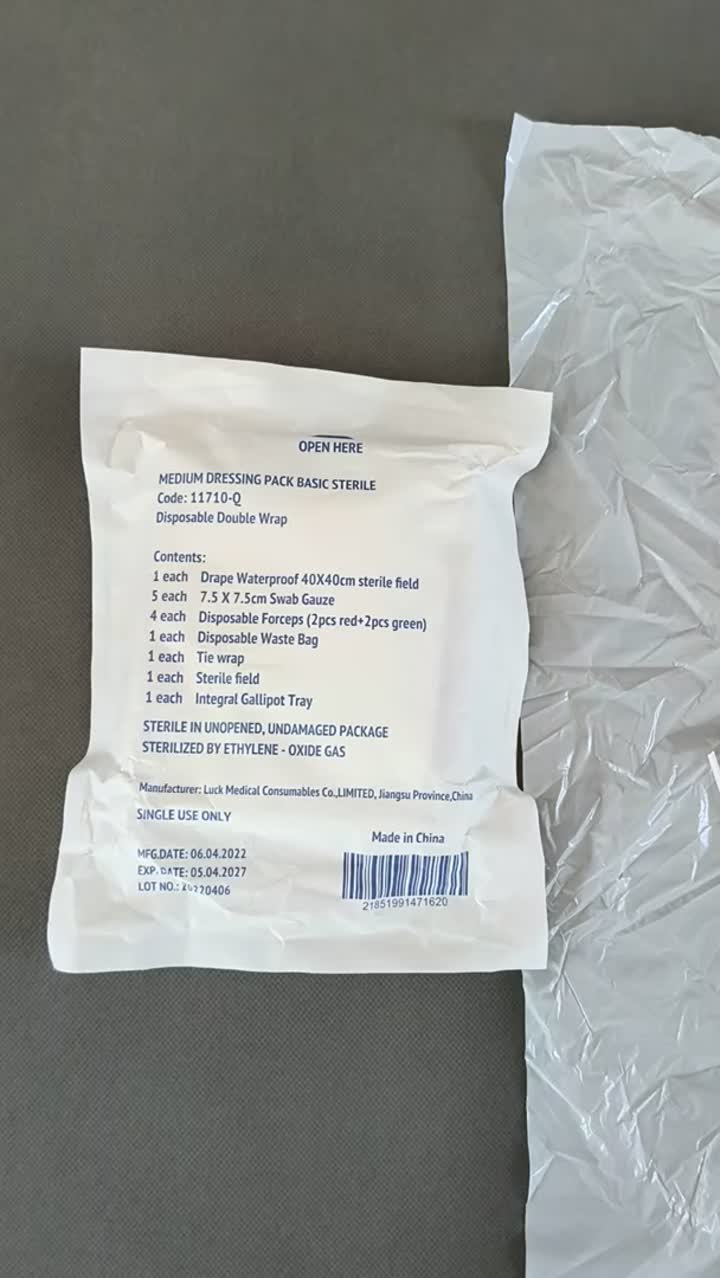 OPEN HERE
MEDIUM DRESSING PACK BASIC STERILE
Code: 11710-Q
Disposable Double Wrap
Contents:
1 each Drape Waterproof 40X40cm sterile field
5 each 7.5 X 7.5cm Swab Gauze
4 each Disposable Forceps (2pcs red+2pcs green)
1 each Disposable Waste Bag
1 each Tie wrap
1 each Sterile field
1 each Integral Gallipot Tray
STERILE IN UNOPENED, UNDAMAGED PACKAGE
STERILIZED BY ETHYLENE - OXIDE GAS
Manufacturer: Luck Medical Consumables Co.,LIMITED, Jiangsu Province,China
SINGLE USE ONLY
Made in China
MFG.DATE: 06.04.2022
EXP. DATE: 05.04.2027
LOT NO.: 20220406
21851991471620